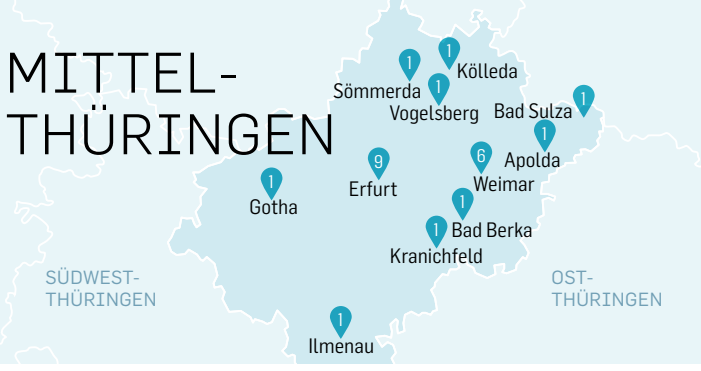 MITTEL-
THÜRINGEN
1
Sömmerda
1
Kölleda
1
Vogelsberg
1
Bad Sulza
1
Apolda
9
Erfurt
6
Weimar
1
Gotha
1
Bad Berka
1
Kranichfeld
SÜDWEST-
THÜRINGEN
OST-
THÜRINGEN
1
Ilmenau